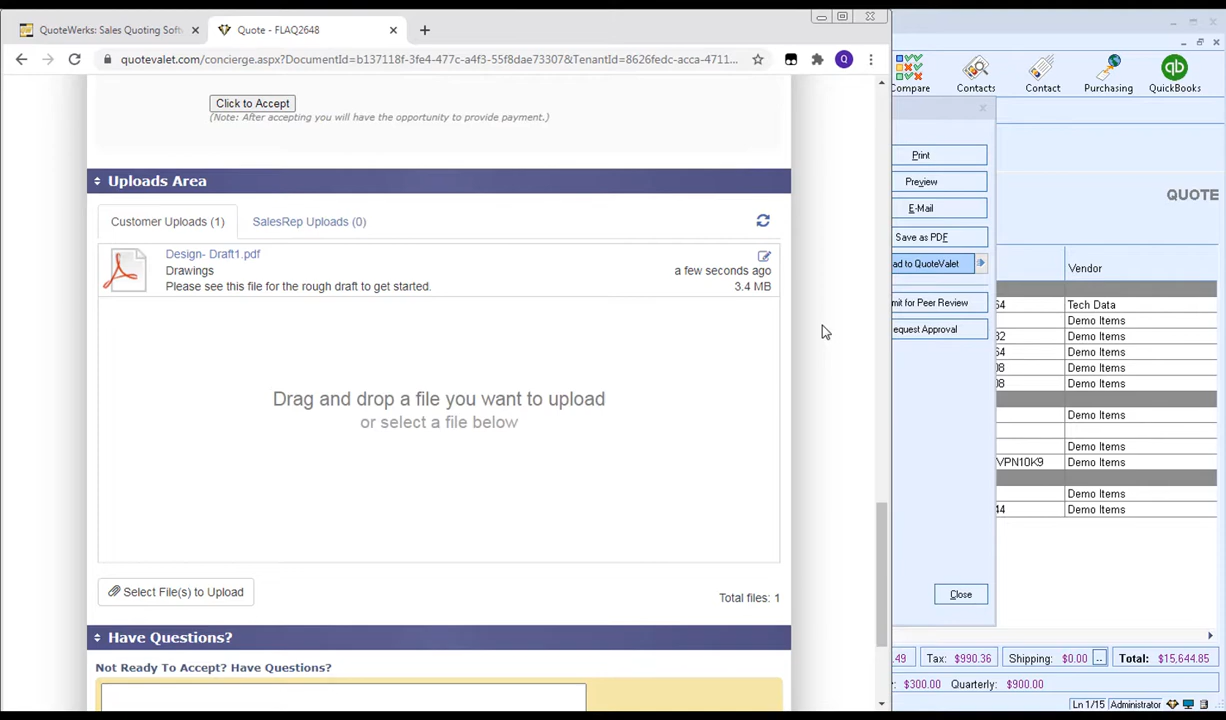 QuoteWerks: Sales Quoting Soft
Quote - FLAQ2648
quotevalet.com/concierge.aspx?DocumentId=b137118f-3fe4-477c-a4f3-55f8dae73307&TenantId=8626fedc-acca-4711...
Q
Compare
Contacts
Contact
Purchasing
QuickBooks
qb
Click to Accept
(Note: After accepting you will have the opportunity to provide payment.)
Uploads Area
Customer Uploads (1)
SalesRep Uploads (0)
Design- Draft1.pdf
Drawings
a few seconds ago
Please see this file for the rough draft to get started.
3.4 MB
Drag and drop a file you want to upload
or select a file below
Select File(s) to Upload
Total files: 1
Have Questions?
Not Ready To Accept? Have Questions?
Print
Preview
E-Mail
Save as PDF
ad to QuoteValet
mit for Peer Review
equest Approval
Close
QUOTE
Vendor
64 Tech Data
Demo Items
32 Demo Items
64 Demo Items
08 Demo Items
08 Demo Items
Demo Items
Demo Items
VPN10K9 Demo Items
Demo Items
44 Demo Items
.49 Tax: $990.36 Shipping: $0.00 .. Total: $15,644.85
: $300.00 Quarterly: $900.00
Ln 1/15 Administrator